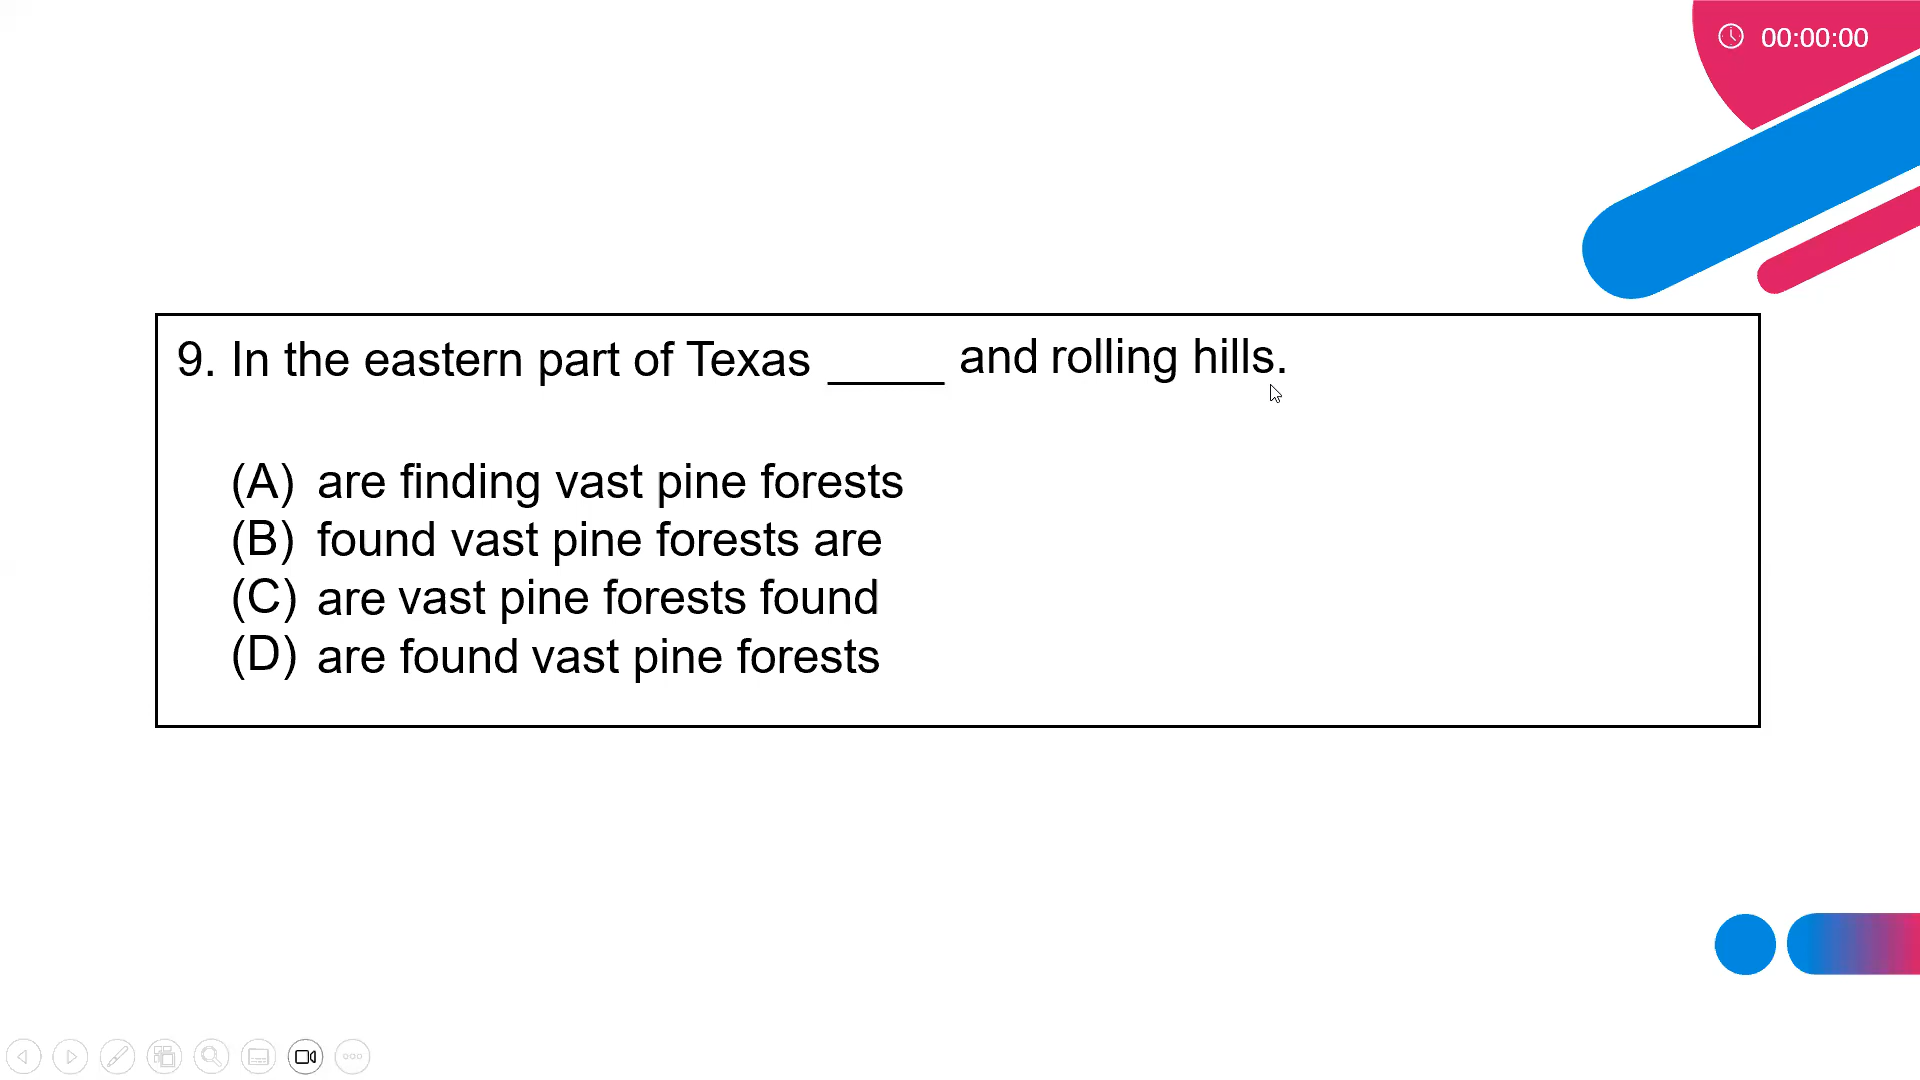 00:00:00
9. In the eastern part of Texas _____ and rolling hills.
(A) are finding vast pine forests
(B) found vast pine forests are
(C) are vast pine forests found
(D) are found vast pine forests